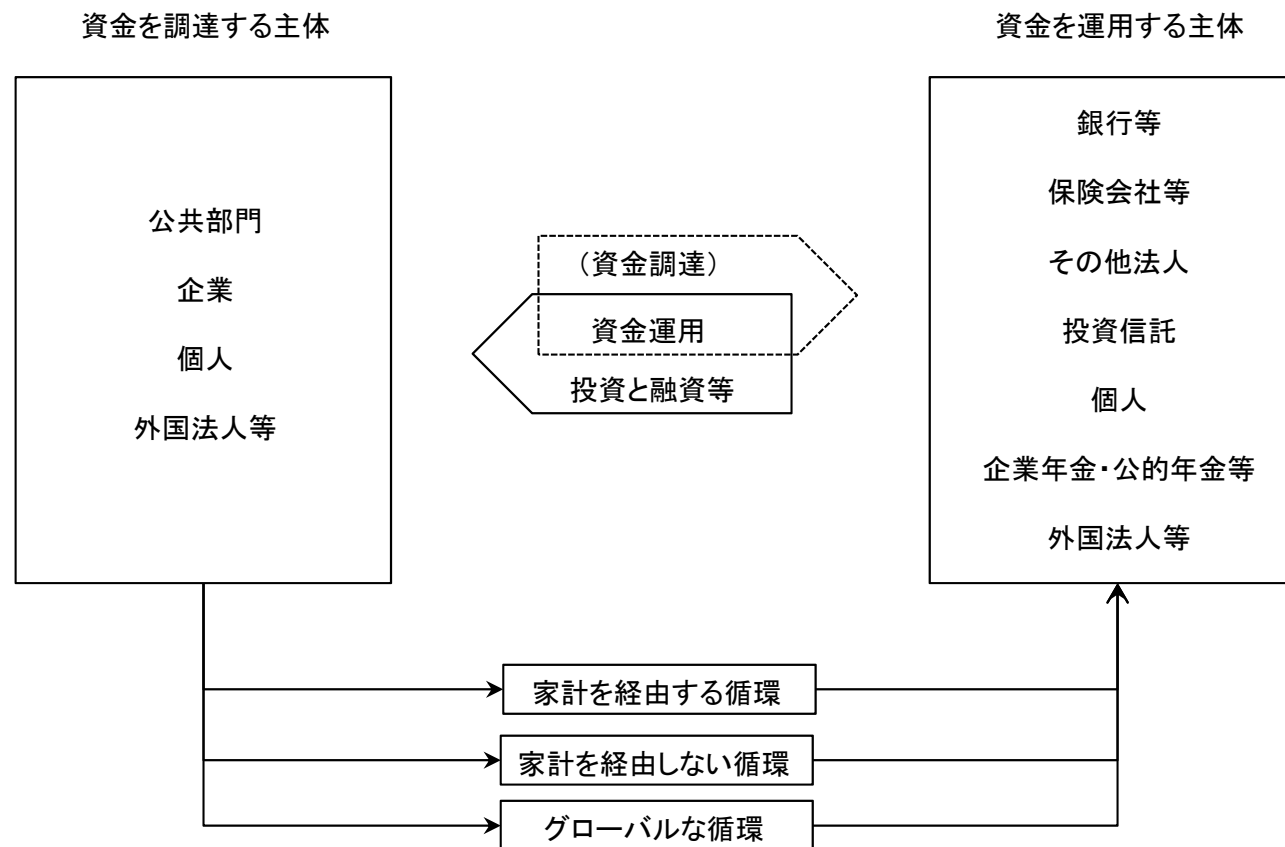 資金を調達する主体
資金を運用する主体
公共部門
企業
個人
外国法人等
（資金調達）
資金運用
投資と融資等
銀行等
保険会社等
その他法人
投資信託
個人
企業年金・公的年金等
外国法人等
家計を経由する循環
家計を経由しない循環
グローバルな循環